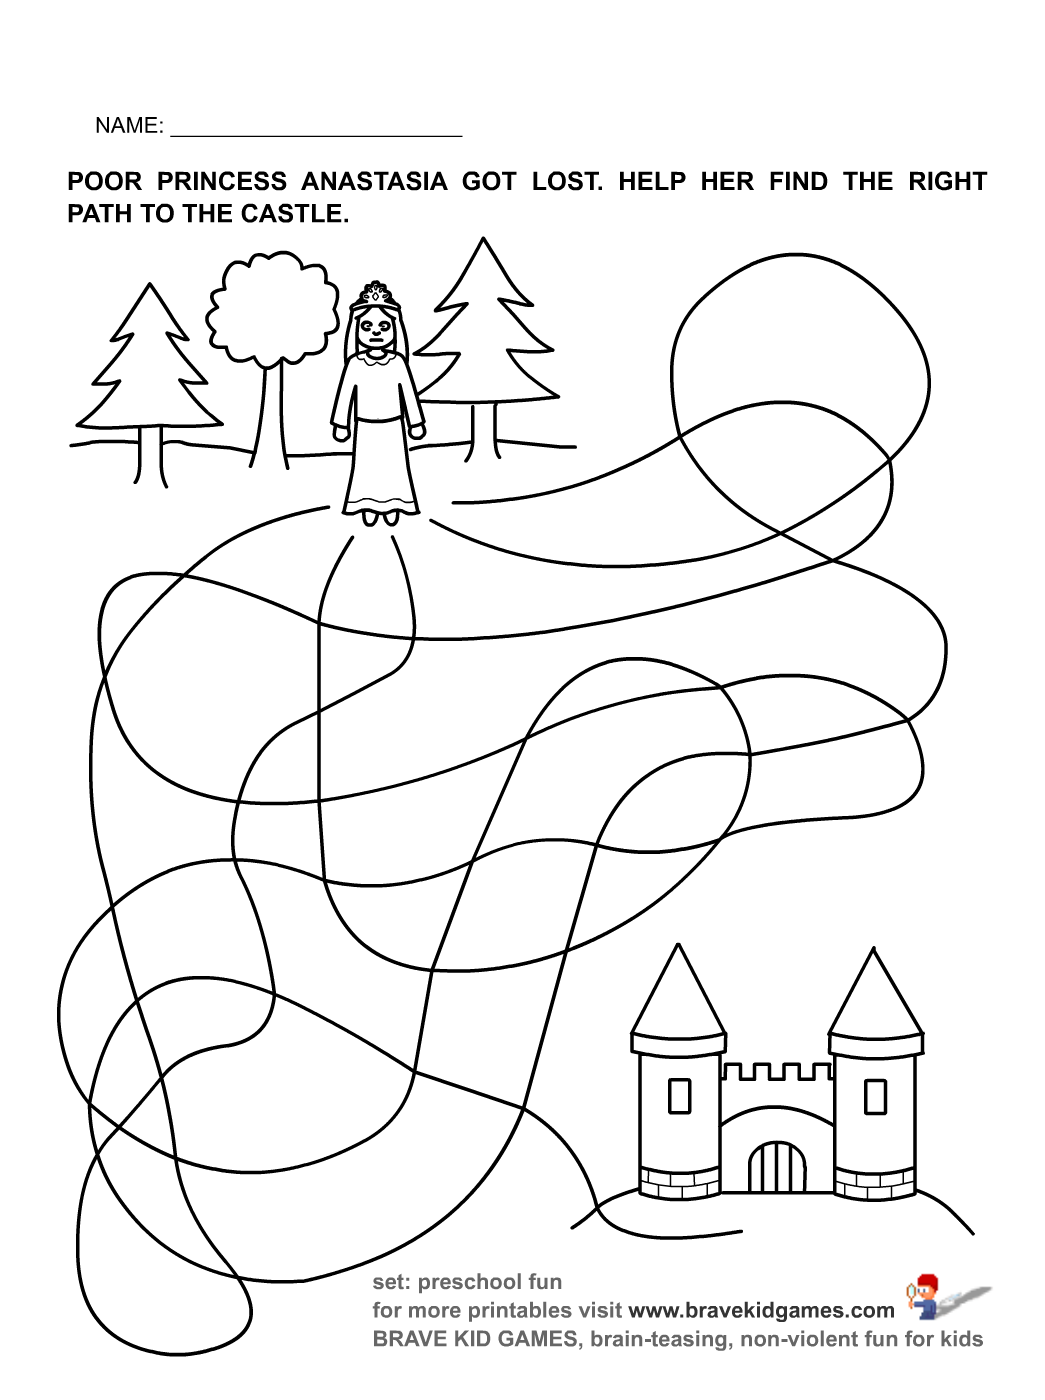 NAME: ________________________
POOR PRINCESS ANASTASIA GOT LOST. HELP HER FIND THE RIGHT
PATH TO THE CASTLE.
set: preschool fun
for more printables visit www.bravekidgames.com
BRAVE KID GAMES, brain-teasing, non-violent fun for kids